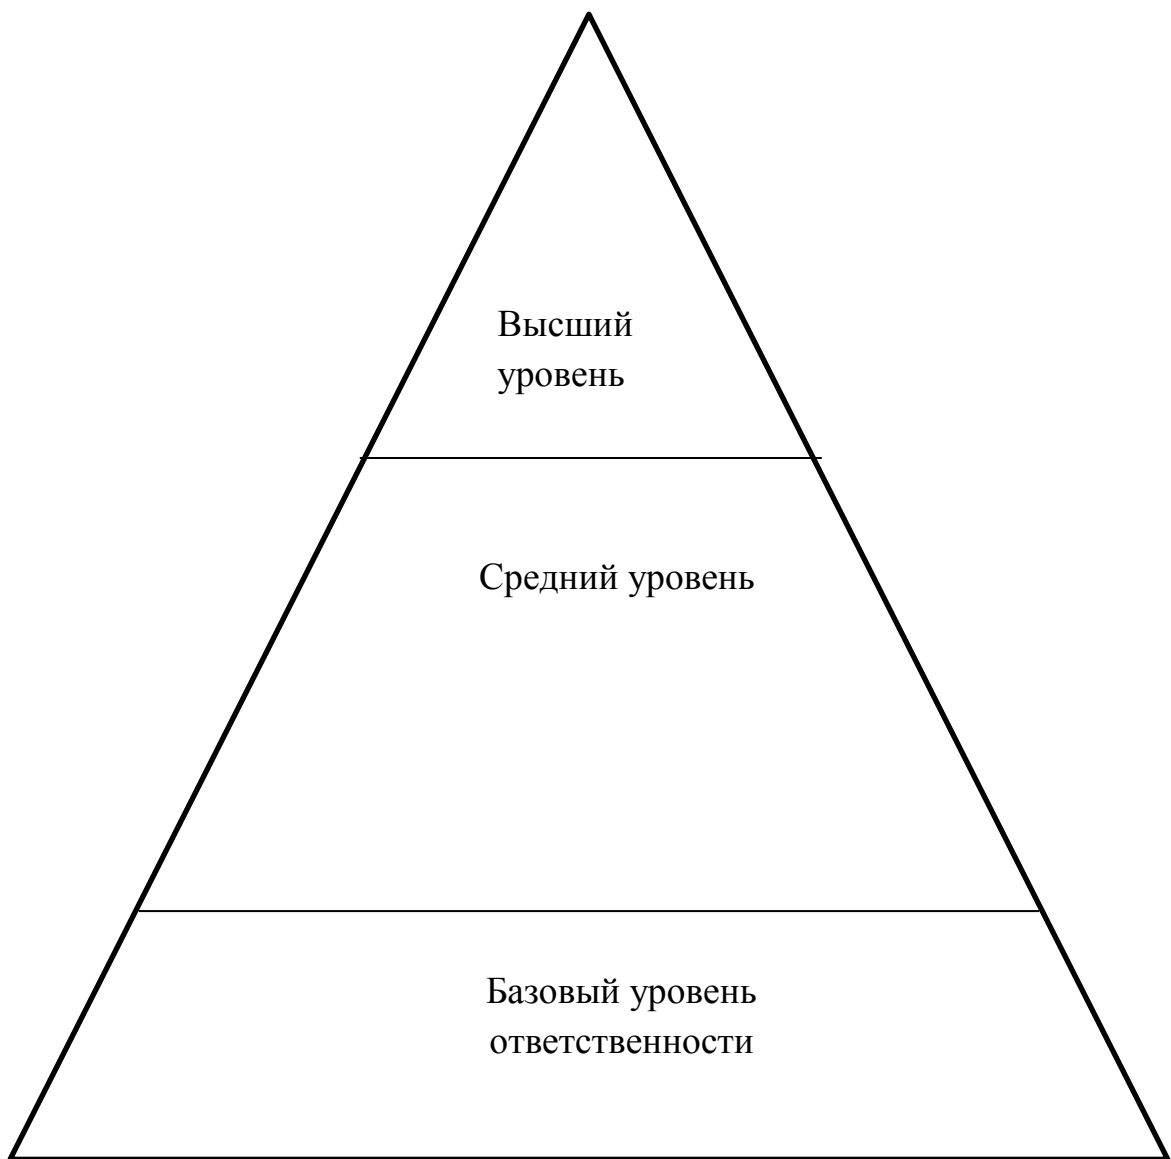 Высший
уровень
Средний уровень
Базовый уровень
ответственности